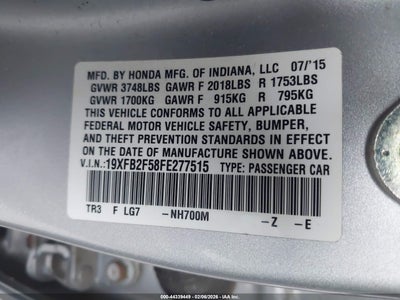 MFD. BY HONDA MFG. OF INDIANA, LLC 07/'15
GVWR 3748LBS GAWR F 2018LBS R 1753LBS
GVWR 1700KG GAWR F 915KG R 795KG
THIS VEHICLE CONFORMS TO ALL APPLICABLE
FEDERAL MOTOR VEHICLE SAFETY, BUMPER,
AND THEFT PREVENTION STANDARDS IN EFFECT
ON THE DATE OF MANUFACTURE SHOWN ABOVE.
V.I.N.:19XFB2F58FE277515 TYPE: PASSENGER CAR
TR3 F LG7 -NH700M -Z -E
*** 44339449 - 02/06/2026 - IAA ***